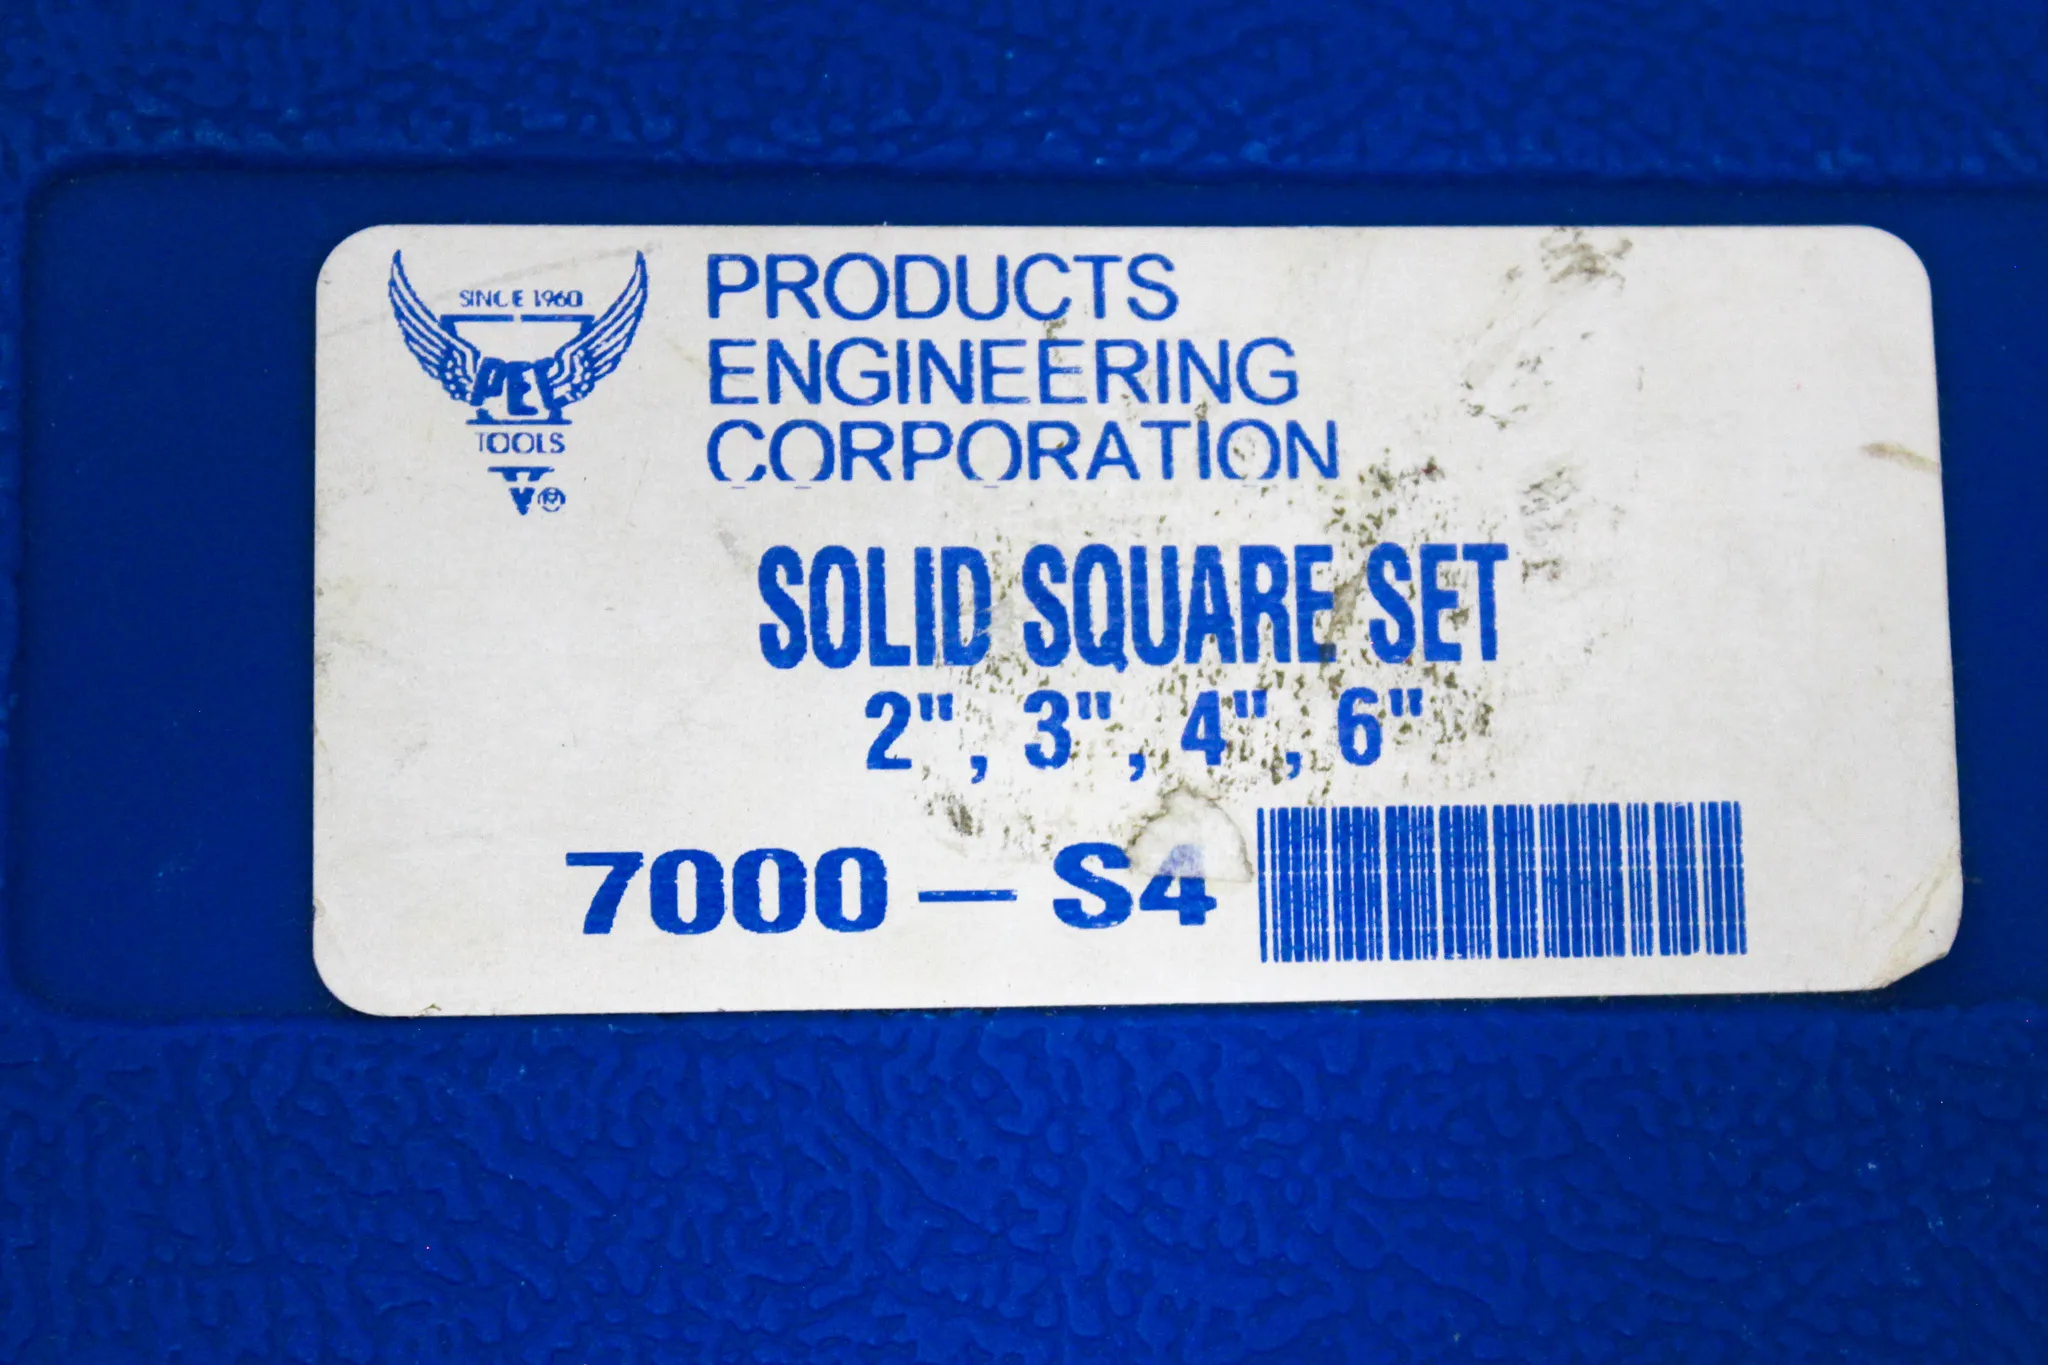 SINCE 1960
PEC
TOOLS
PRODUCTS
ENGINEERING
CORPORATION
SOLID SQUARE SET
2", 3", 4", 6"
7000 — S4